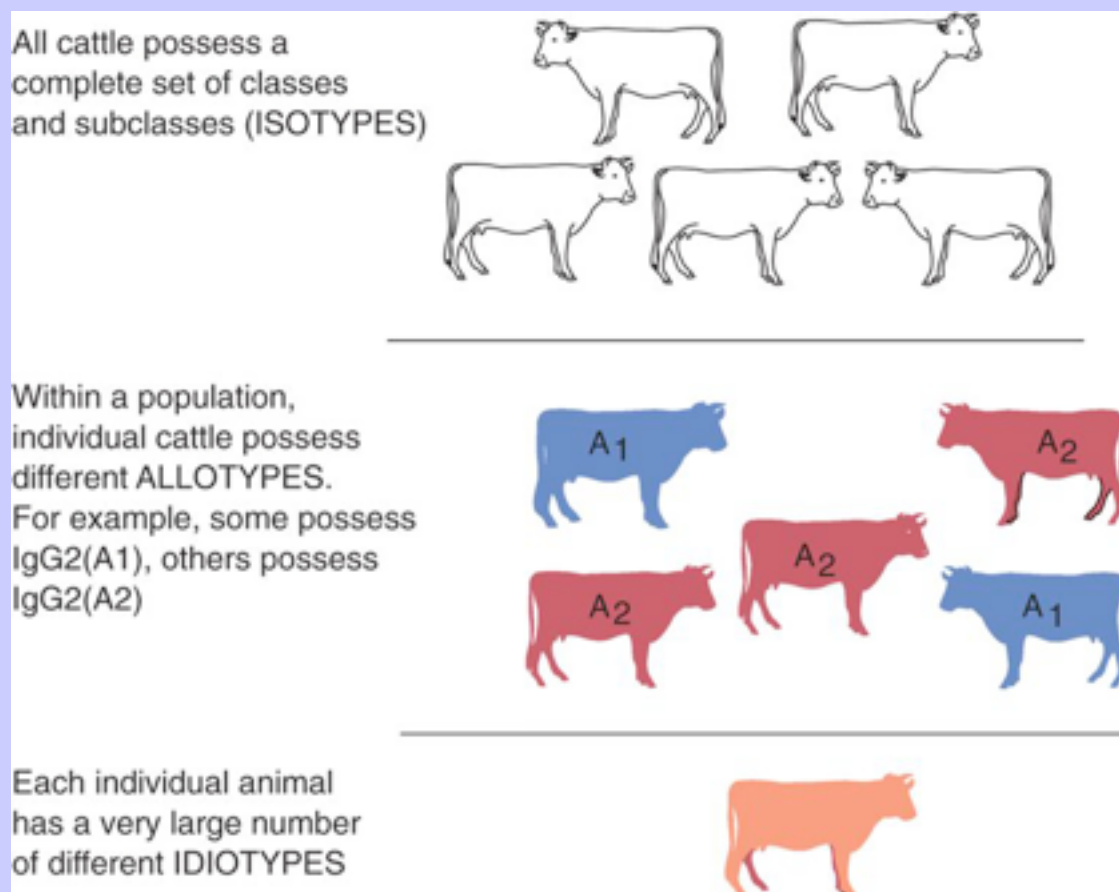 All cattle possess a
complete set of classes
and subclasses (ISOTYPES)
Within a population,
individual cattle possess
different ALLOTYPES.
For example, some possess
IgG2(A1), others possess
IgG2(A2)
A1
A2
A2
A2
A1
Each individual animal
has a very large number
of different IDIOTYPES